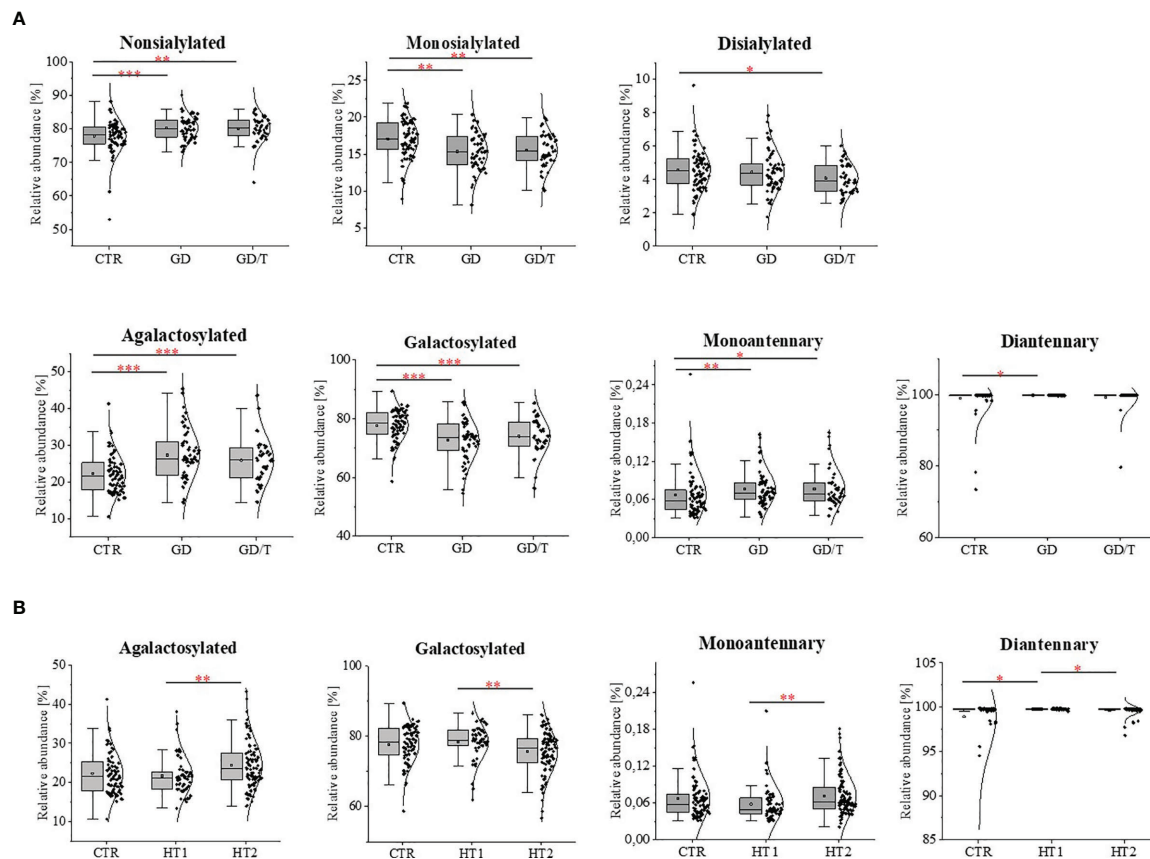 A
Nonsialylated
Relative abundance [%]
100
90
80
70
60
50
***
**
CTR GD GD/T
Monosialylated
Relative abundance [%]
25
20
15
10
5
**
**
CTR GD GD/T
Disialylated
Relative abundance [%]
10
8
6
4
2
0
*
CTR GD GD/T
Agalactosylated
Relative abundance [%]
50
40
30
20
10
***
***
CTR GD GD/T
Galactosylated
Relative abundance [%]
100
80
60
40
***
***
CTR GD GD/T
Monoantennary
Relative abundance [%]
0,24
0,18
0,12
0,06
0,00
*
**
CTR GD GD/T
Diantennary
Relative abundance [%]
100
80
60
*
CTR GD GD/T
B
Agalactosylated
Relative abundance [%]
50
40
30
20
10
**
CTR HT1 HT2
Galactosylated
Relative abundance [%]
100
80
60
**
CTR HT1 HT2
Monoantennary
Relative abundance [%]
0,24
0,18
0,12
0,06
0,00
**
CTR HT1 HT2
Diantennary
Relative abundance [%]
105
100
95
90
85
*
*
CTR HT1 HT2